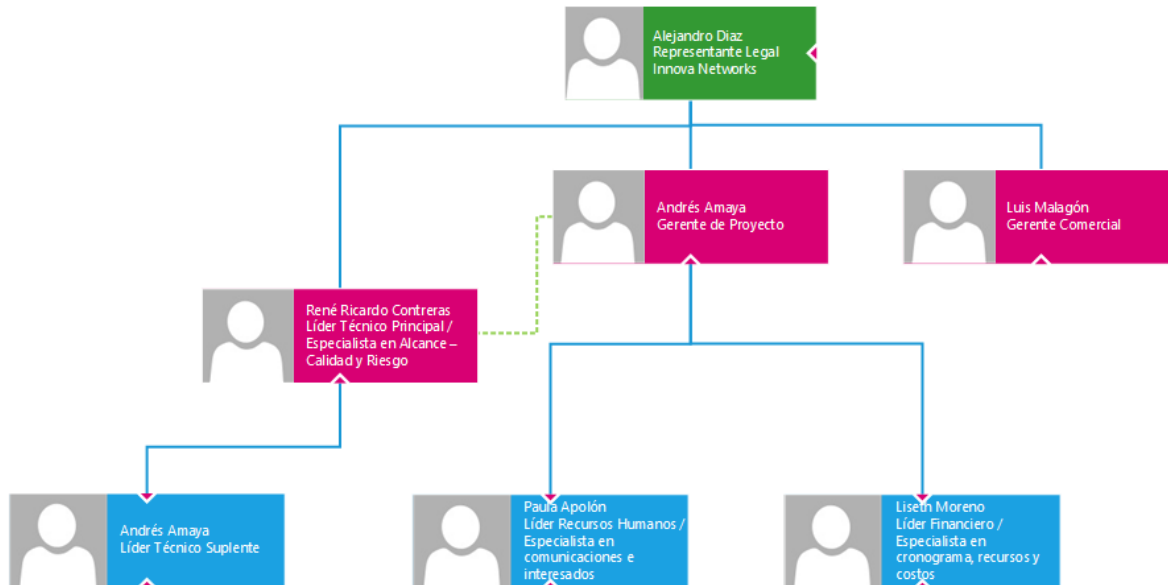 Alejandro Diaz
Representante Legal
Innova Networks
Andrés Amaya
Gerente de Proyecto
Luis Malagón
Gerente Comercial
René Ricardo Contreras
Líder Técnico Principal /
Especialista en Alcance –
Calidad y Riesgo
Andrés Amaya
Líder Técnico Suplente
Paula Apolón
Líder Recursos Humanos /
Especialista en
comunicaciones e
interesados
Liseth Moreno
Líder Financiero /
Especialista en
cronograma, recursos y
costos